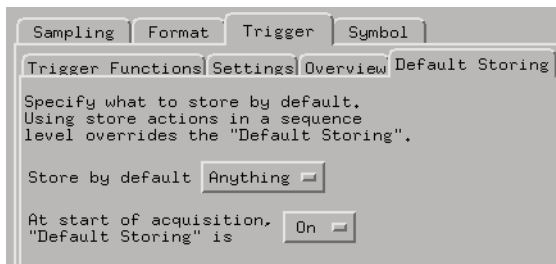 Sampling Format Trigger Symbol
Trigger Functions Settings Overview Default Storing
Specify what to store by default.
Using store actions in a sequence
level overrides the "Default Storing".
Store by default Anything
At start of acquisition,
"Default Storing" is On